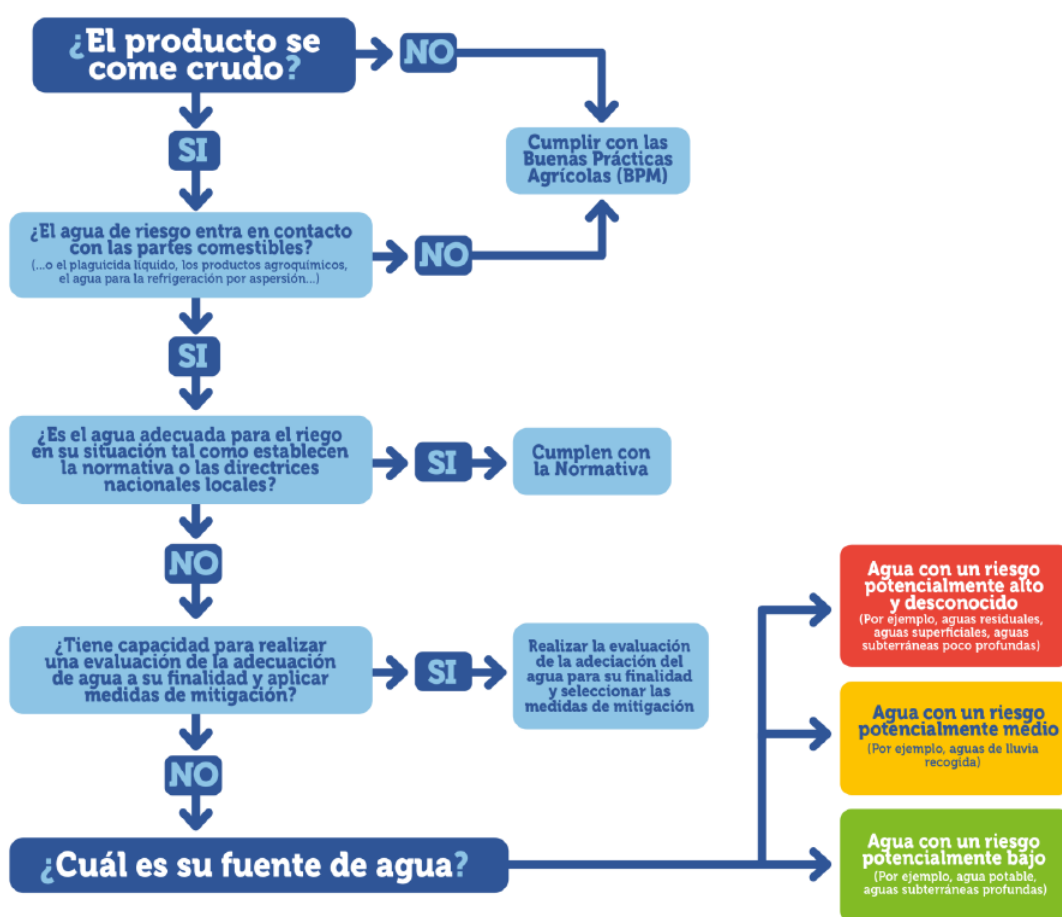 ¿El producto se
come crudo?
NO
SI
Cumplir con las
Buenas Prácticas
Agrícolas (BPM)
¿El agua de riesgo entra en contacto
con las partes comestibles?
(...o el plaguicida líquido, los productos agroquímicos,
el agua para la refrigeración por aspersión...)
NO
SI
¿Es el agua adecuada para el riego
en su situación tal como establecen
la normativa o las directrices
nacionales locales?
SI
Cumplen con
la Normativa
NO
¿Tiene capacidad para realizar
una evaluación de la adecuación
de agua a su finalidad y aplicar
medidas de mitigación?
SI
Realizar la evaluación
de la adeciación del
agua para su finalidad
y seleccionar las
medidas de mitigación
NO
¿Cuál es su fuente de agua?
Agua con un riesgo
potencialmente alto
y desconocido
(Por ejemplo, aguas residuales,
aguas superficiales, aguas
subterráneas poco profundas)
Agua con un riesgo
potencialmente medio
(Por ejemplo, aguas de lluvia
recogida)
Agua con un riesgo
potencialmente bajo
(Por ejemplo, agua potable,
aguas subterráneas profundas)